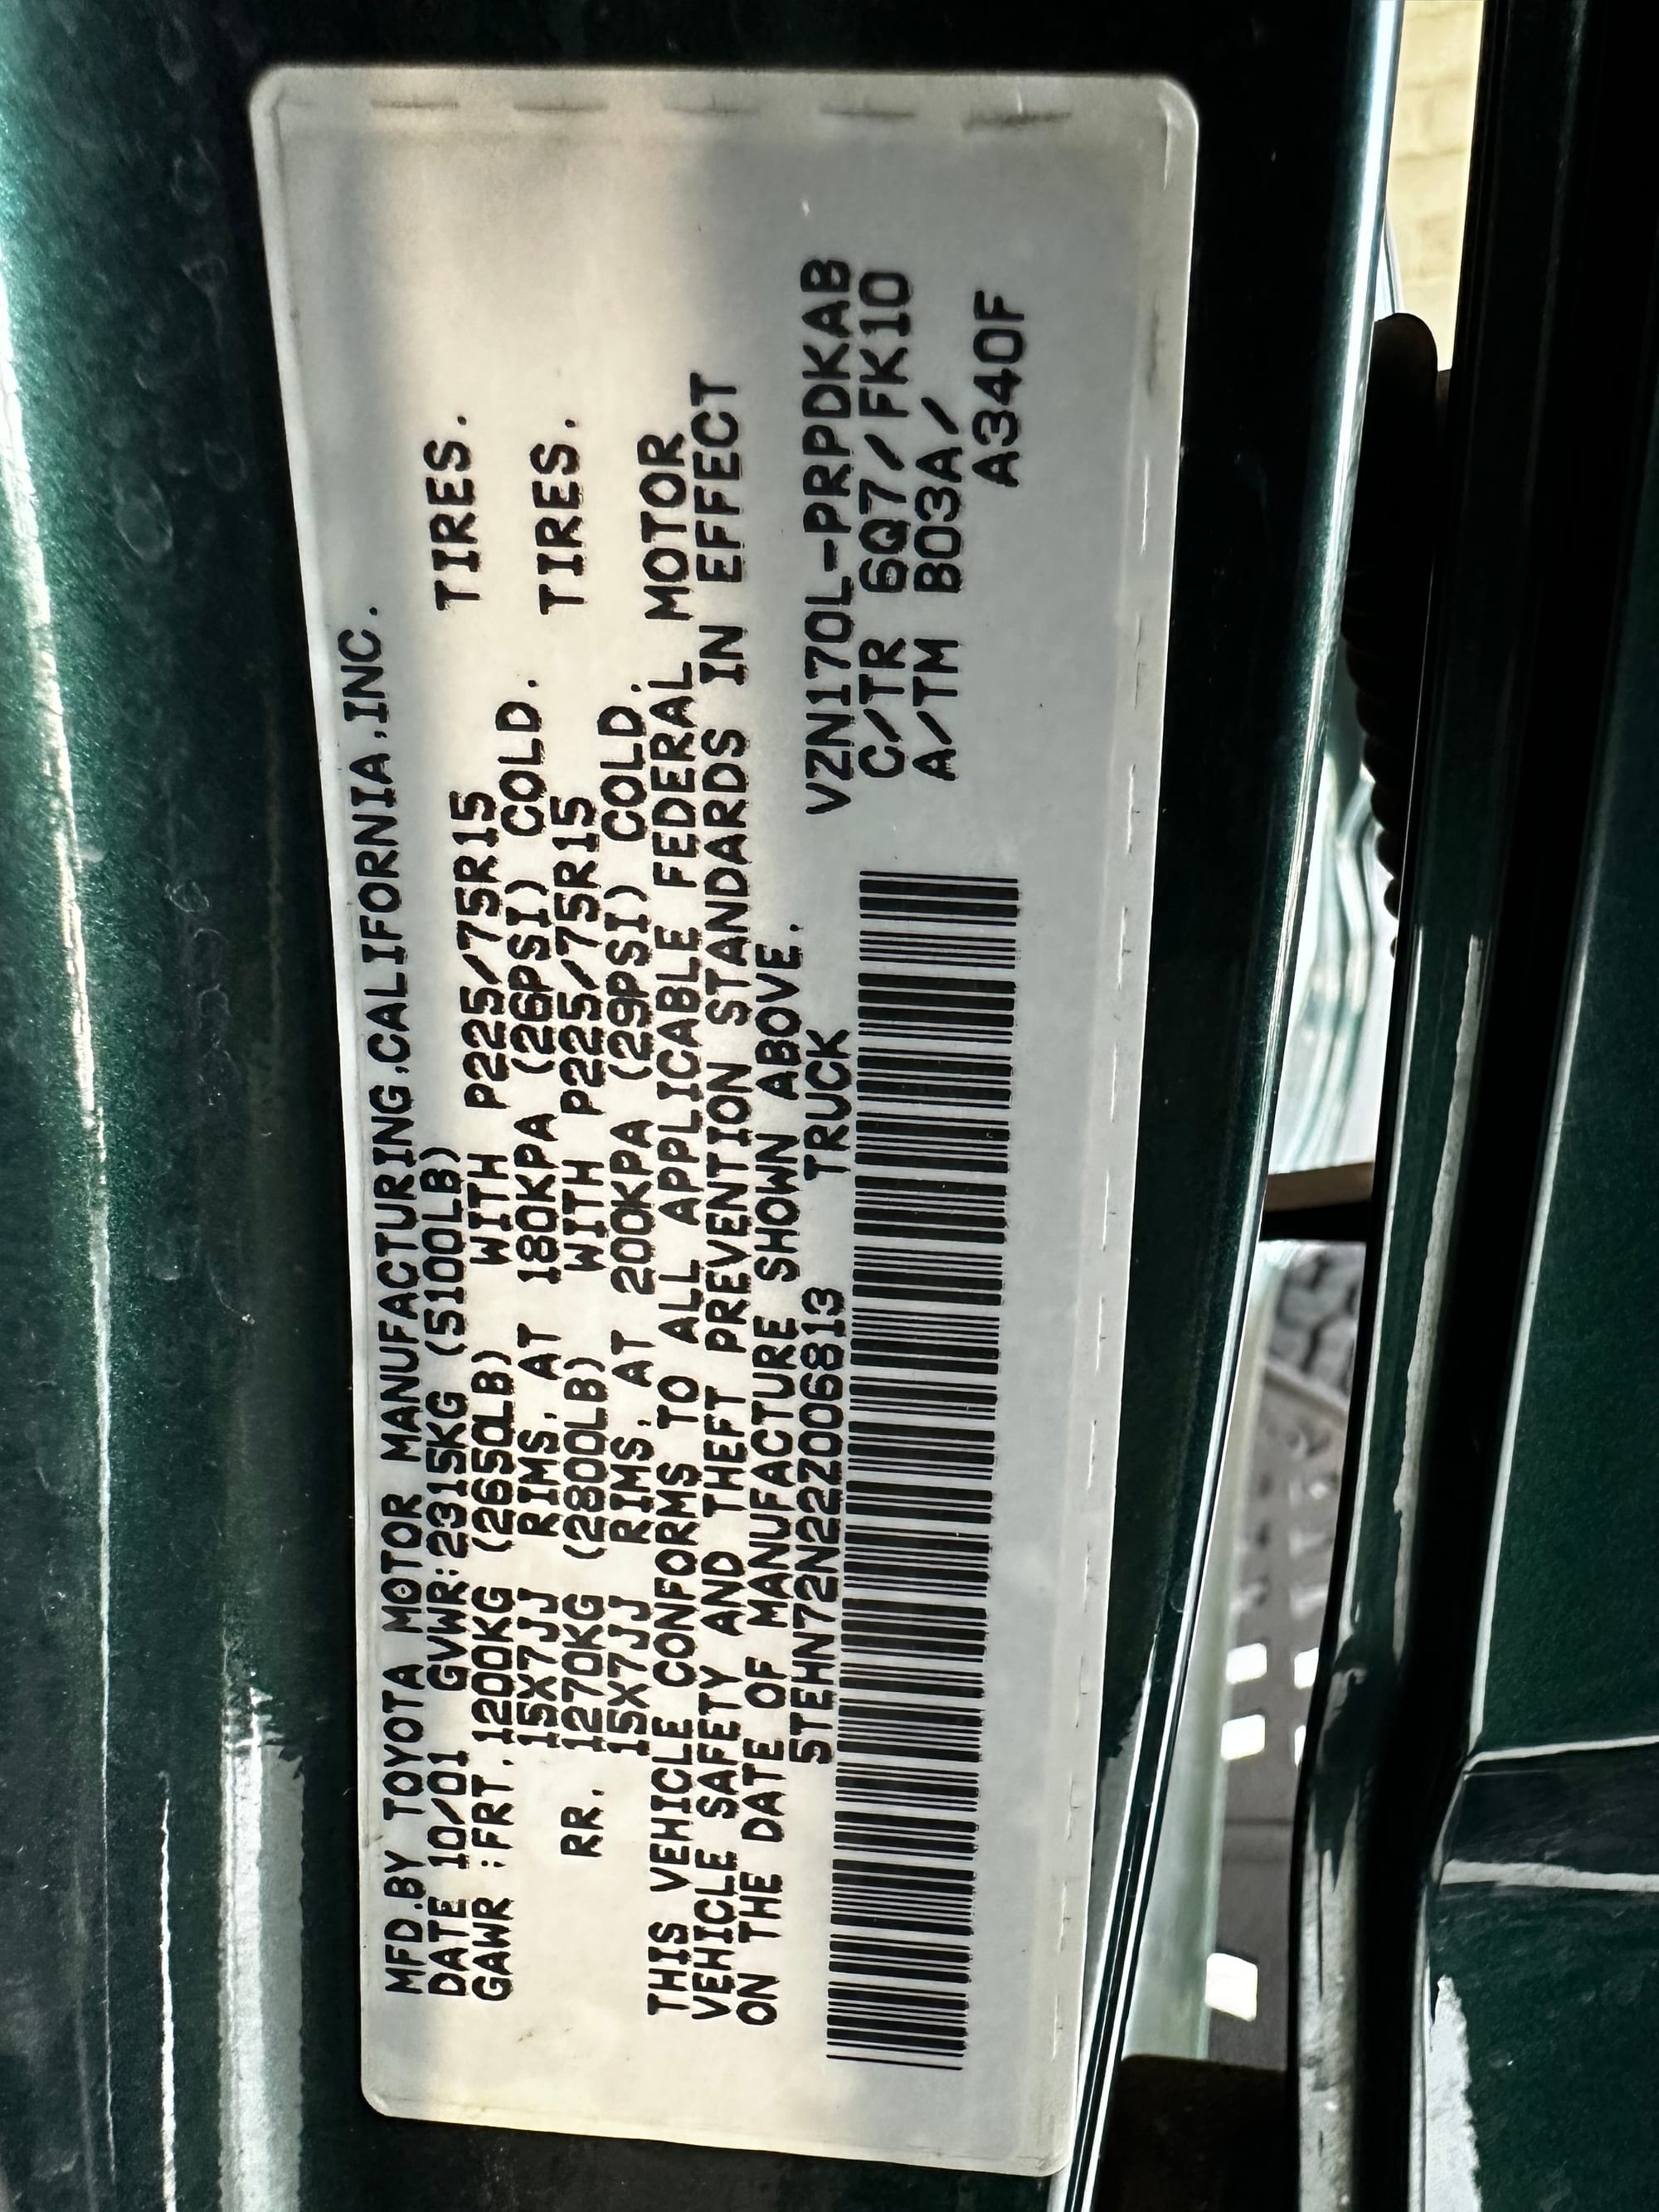 MFD.BY TOYOTA MOTOR MANUFACTURING,CALIFORNIA,INC.
DATE 10/01 GVWR:2315KG (5100LB)
GAWR :FRT. 1200KG (2650LB) WITH P225/75R15 TIRES.
15X7JJ RIMS, AT 180KPA (26PSI) COLD.
RR. 1270KG (2800LB) WITH P225/75R15 TIRES.
15X7JJ RIMS, AT 200KPA (29PSI) COLD.
THIS VEHICLE CONFORMS TO ALL APPLICABLE FEDERAL MOTOR
VEHICLE SAFETY AND THEFT PREVENTION STANDARDS IN EFFECT
ON THE DATE OF MANUFACTURE SHOWN ABOVE.
5TEHN72N22Z006813 TRUCK
VZN170L-PRPDKAB
C/TR 6Q7/FK10
A/TM B03A/
A340F